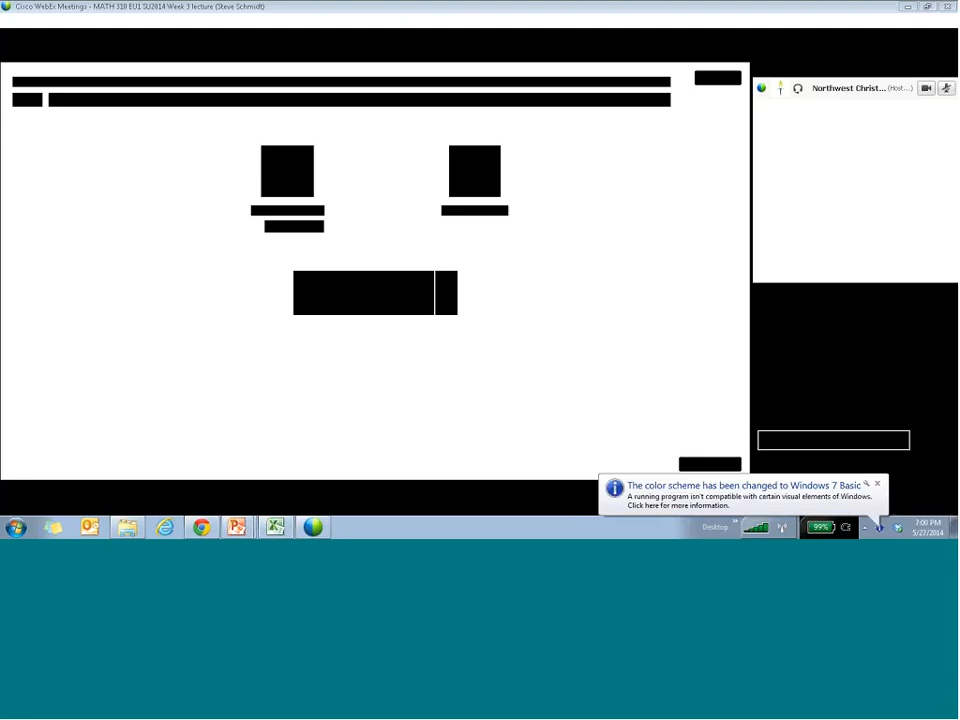 Cisco WebEx Meetings - MATH 310 EU1 SU2014 Week 3 lecture (Steve Schmidt)
Northwest Christ... (Host...)
The color scheme has been changed to Windows 7 Basic
A running program isn't compatible with certain visual elements of Windows.
Click here for more information.
Desktop
99%
7:00 PM
5/27/2014